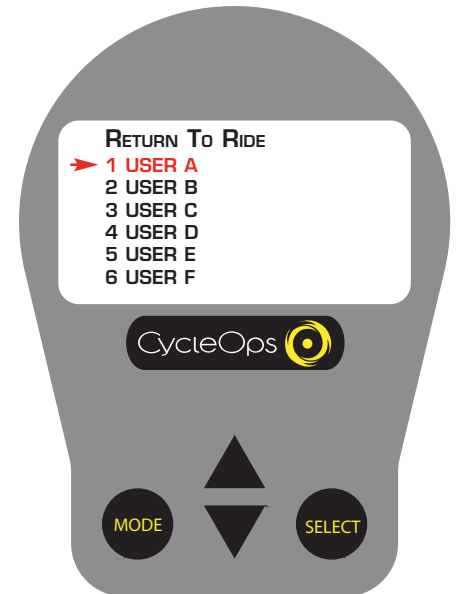 Return To Ride
1 USER A
2 USER B
3 USER C
4 USER D
5 USER E
6 USER F
CycleOps
MODE
SELECT